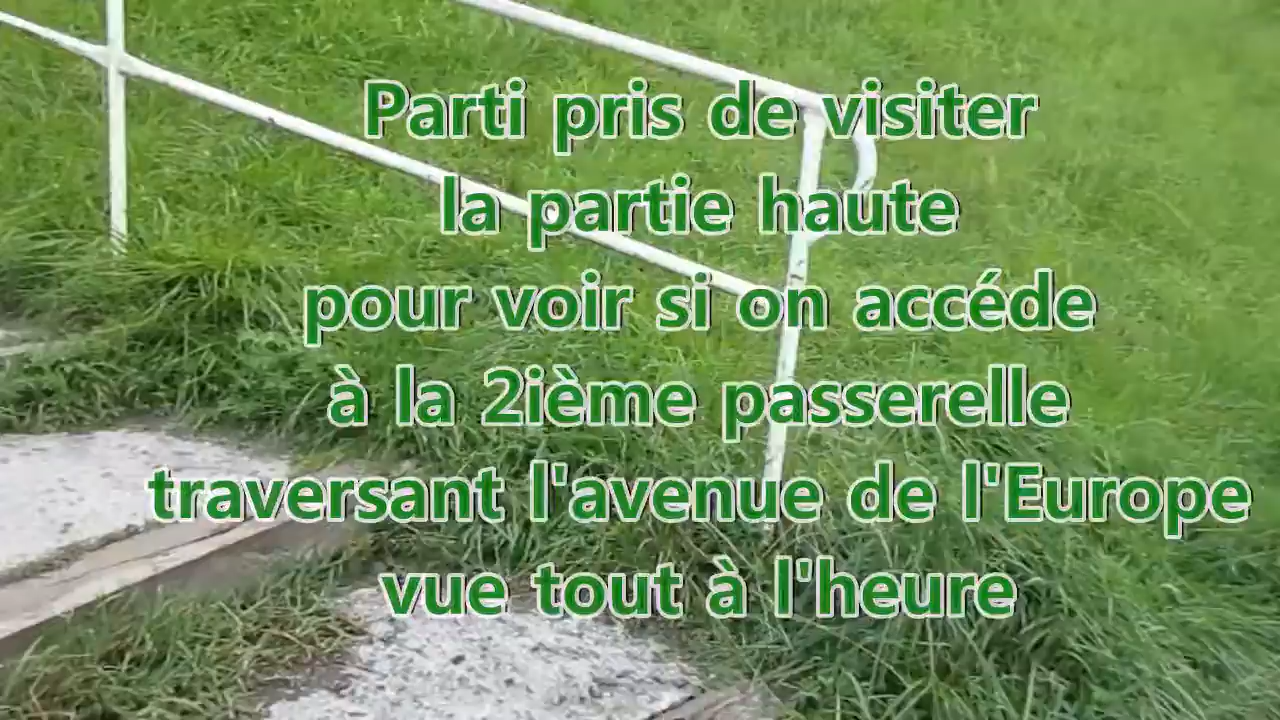 Parti pris de visiter
la partie haute
pour voir si on accéde
à la 2ième passerelle
traversant l'avenue de l'Europe
vue tout à l'heure